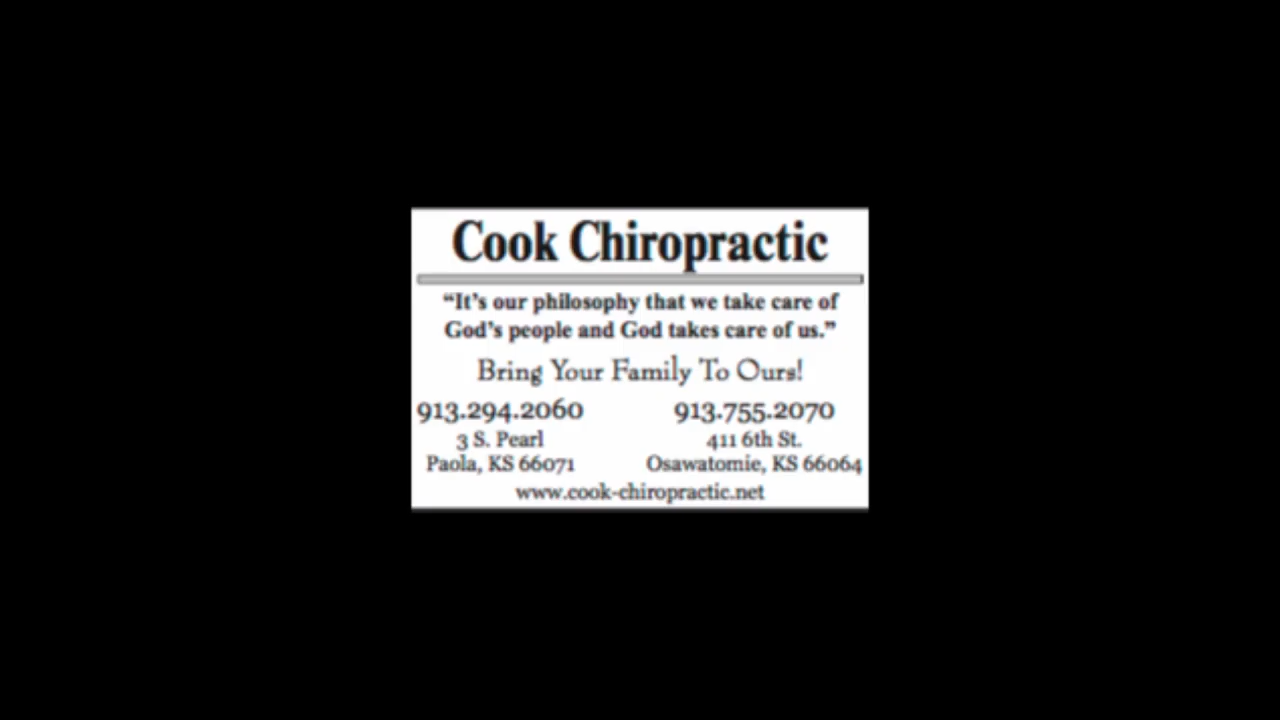 Cook Chiropractic
“It’s our philosophy that we take care of
God’s people and God takes care of us.”
Bring Your Family To Ours!
913.294.2060 913.755.2070
3 S. Pearl 411 6th St.
Paola, KS 66071 Osawatomie, KS 66064
www.cook-chiropractic.net